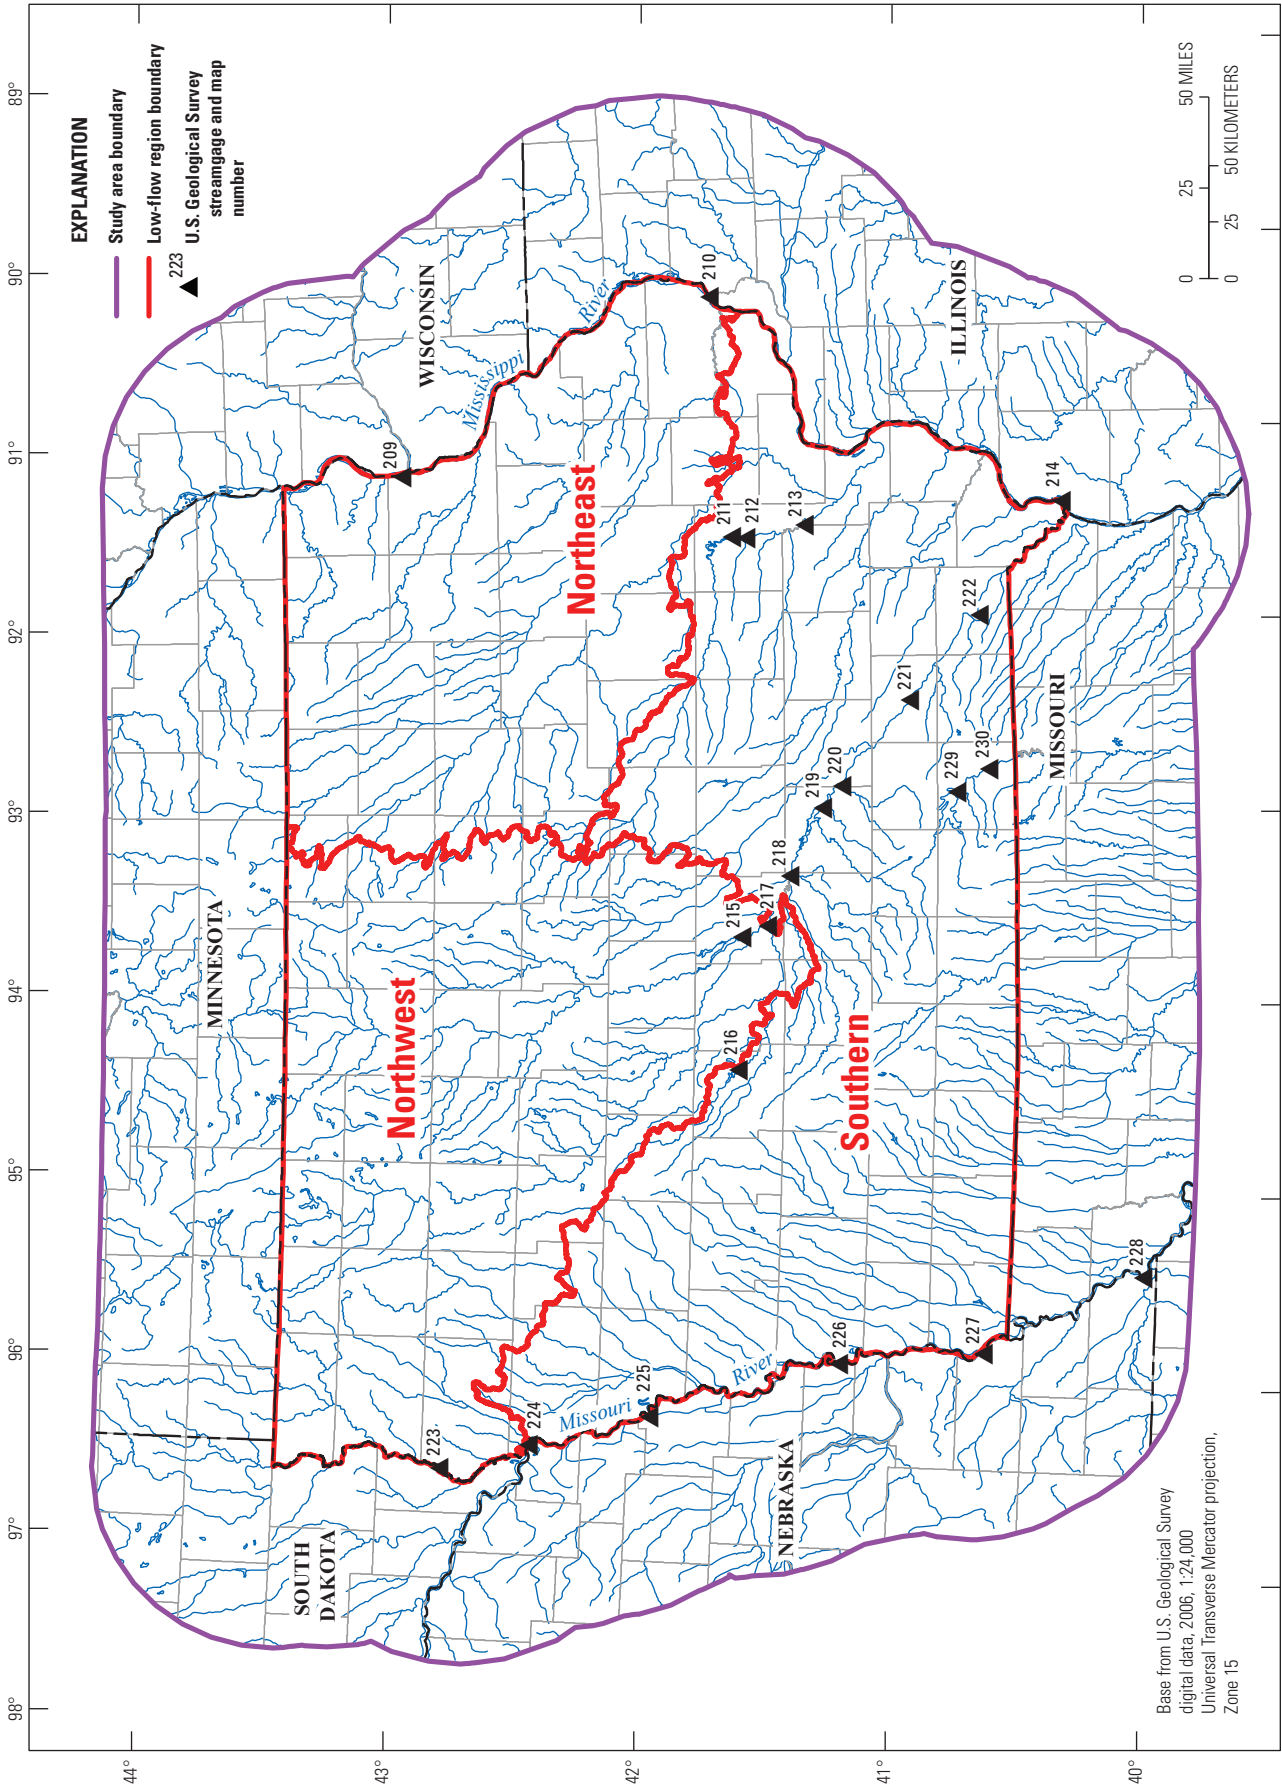 98°
97°
96°
95°
94°
93°
92°
91°
90°
89°
44°
43°
42°
41°
40°
EXPLANATION
Study area boundary
Low-flow region boundary
223
U.S. Geological Survey
streamgage and map
number
MINNESOTA
WISCONSIN
SOUTH
DAKOTA
NEBRASKA
ILLINOIS
MISSOURI
Northwest
Northeast
Southern
Mississippi
River
Missouri
River
209
210
211
212
213
214
215
216
217
218
219
220
221
222
223
224
225
226
227
228
229
230
0 25 50 MILES
0 25 50 KILOMETERS
Base from U.S. Geological Survey
digital data, 2006, 1:24,000
Universal Transverse Mercator projection,
Zone 15